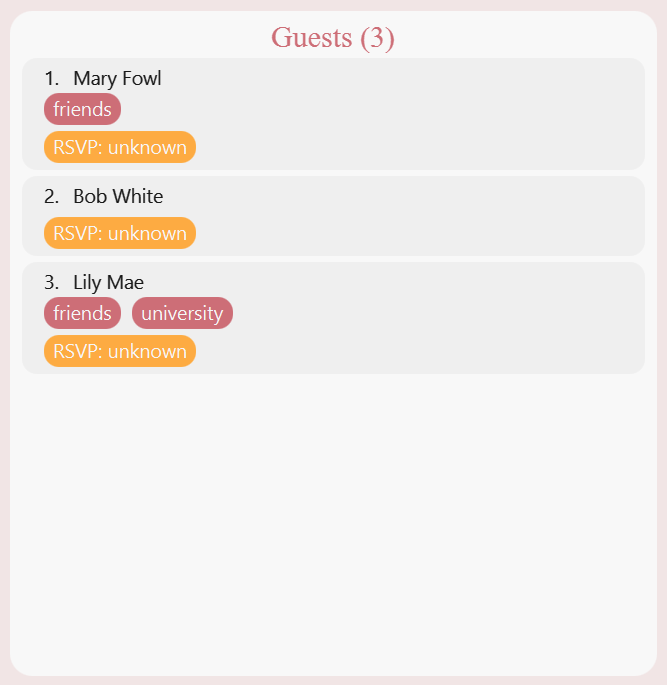 Guests (3)
1. Mary Fowl
friends
RSVP: unknown
2. Bob White
RSVP: unknown
3. Lily Mae
friends university
RSVP: unknown